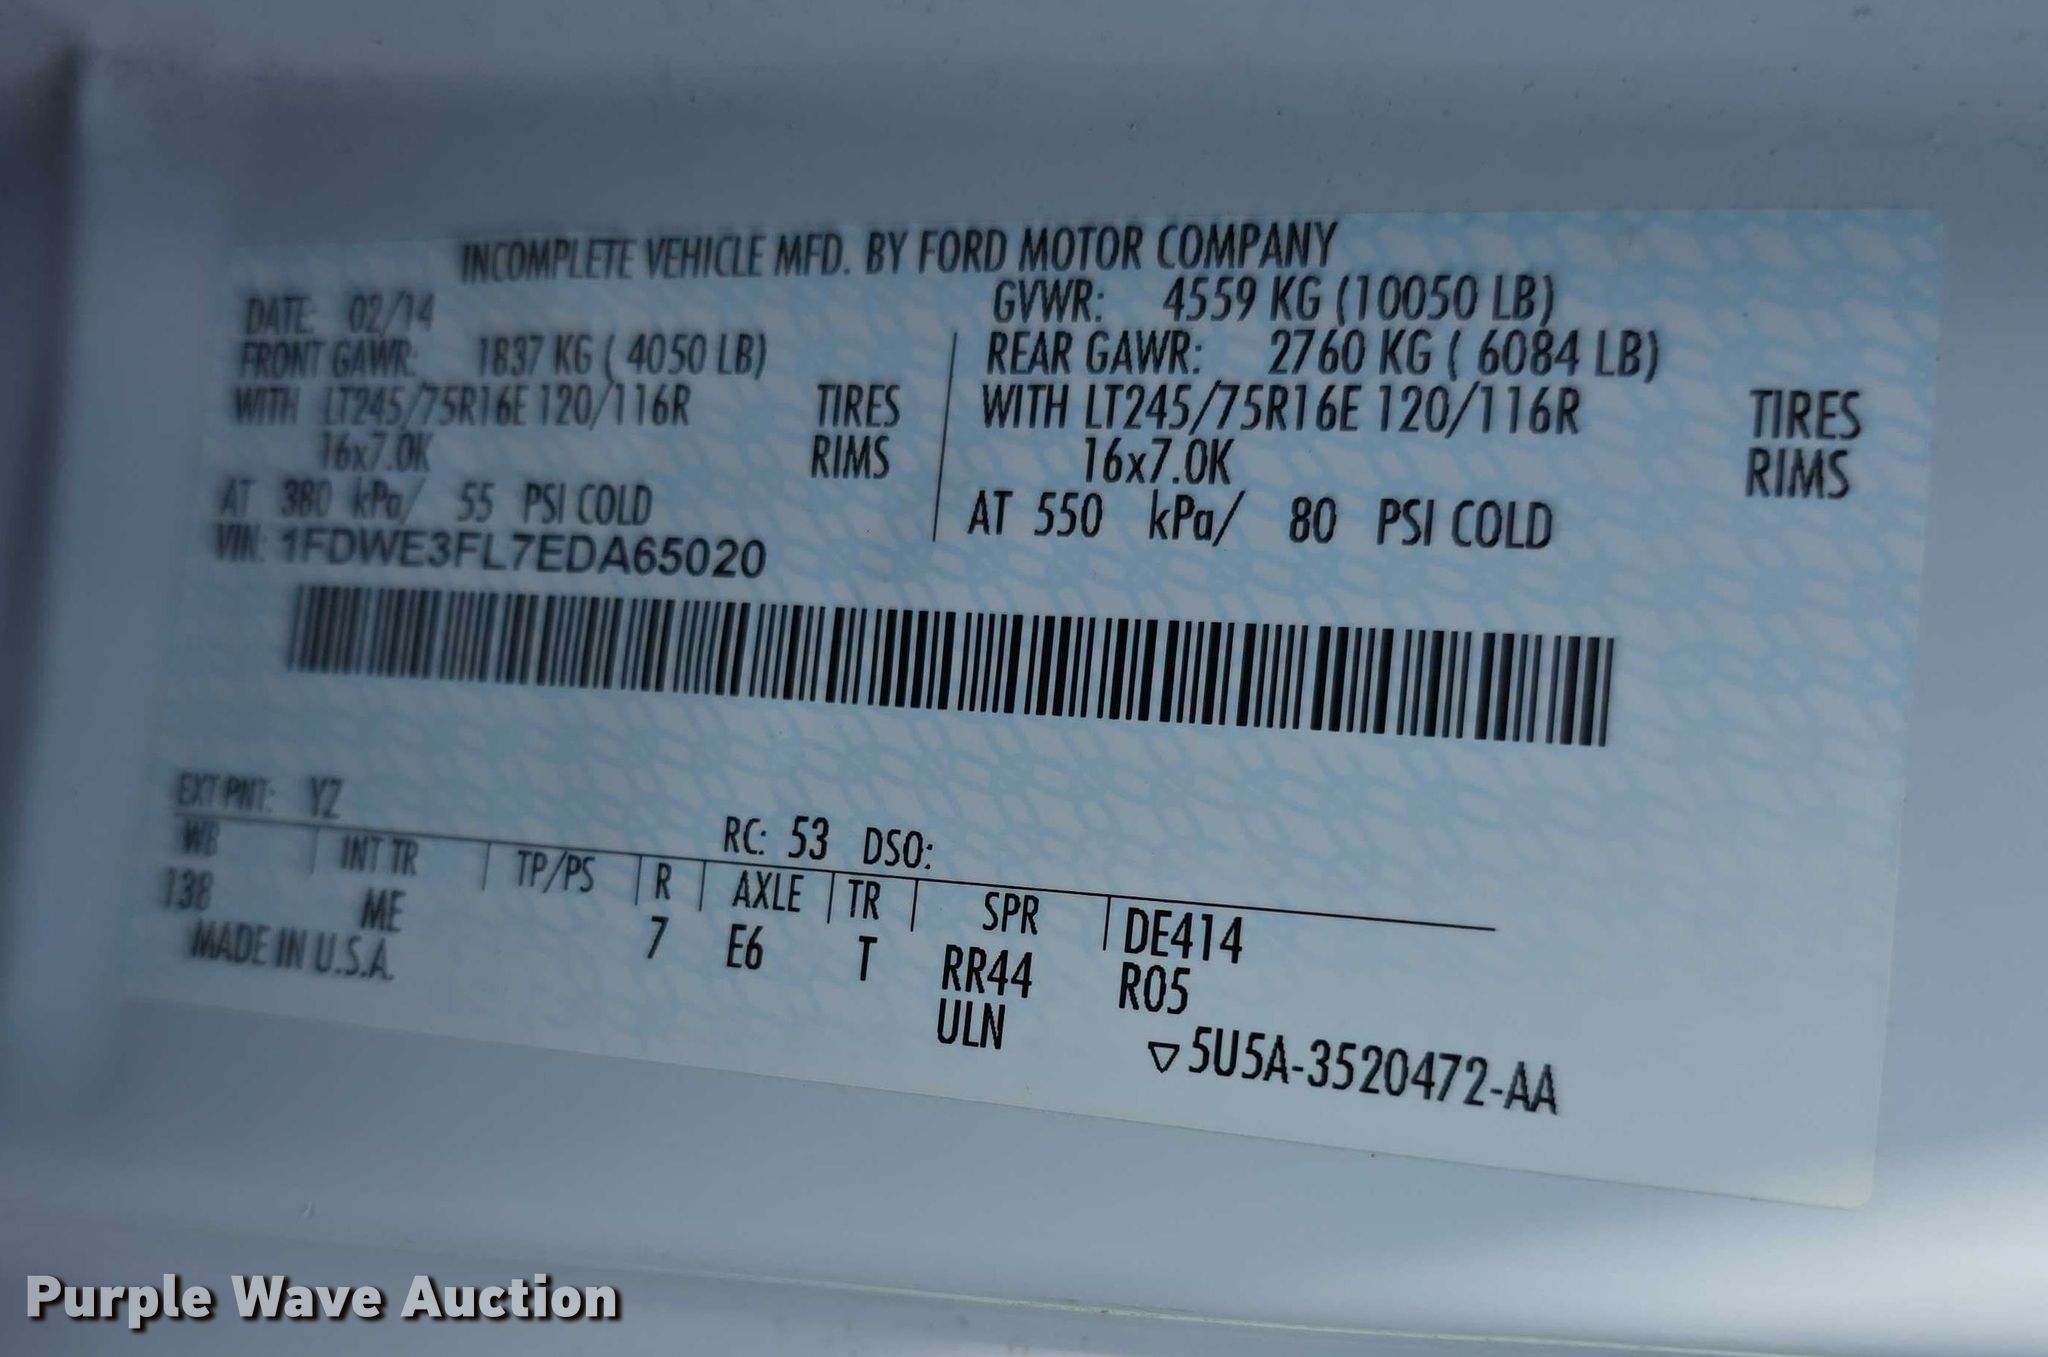 INCOMPLETE VEHICLE MFD. BY FORD MOTOR COMPANY
DATE: 02/14
GVWR: 4559 KG (10050 LB)
FRONT GAWR: 1837 KG ( 4050 LB)
REAR GAWR: 2760 KG ( 6084 LB)
WITH LT245/75R16E 120/116R TIRES
WITH LT245/75R16E 120/116R TIRES
16x7.0K RIMS
16x7.0K RIMS
AT 380 kPa/ 55 PSI COLD
AT 550 kPa/ 80 PSI COLD
VIN: 1FDWE3FL7EDA65020
EXT PNT: YZ
RC: 53 DSO:
WB INT TR TP/PS R AXLE TR SPR DE414
138 ME 7 E6 T RR44 R05
MADE IN U.S.A.
ULN
▽5U5A-3520472-AA
Purple Wave Auction